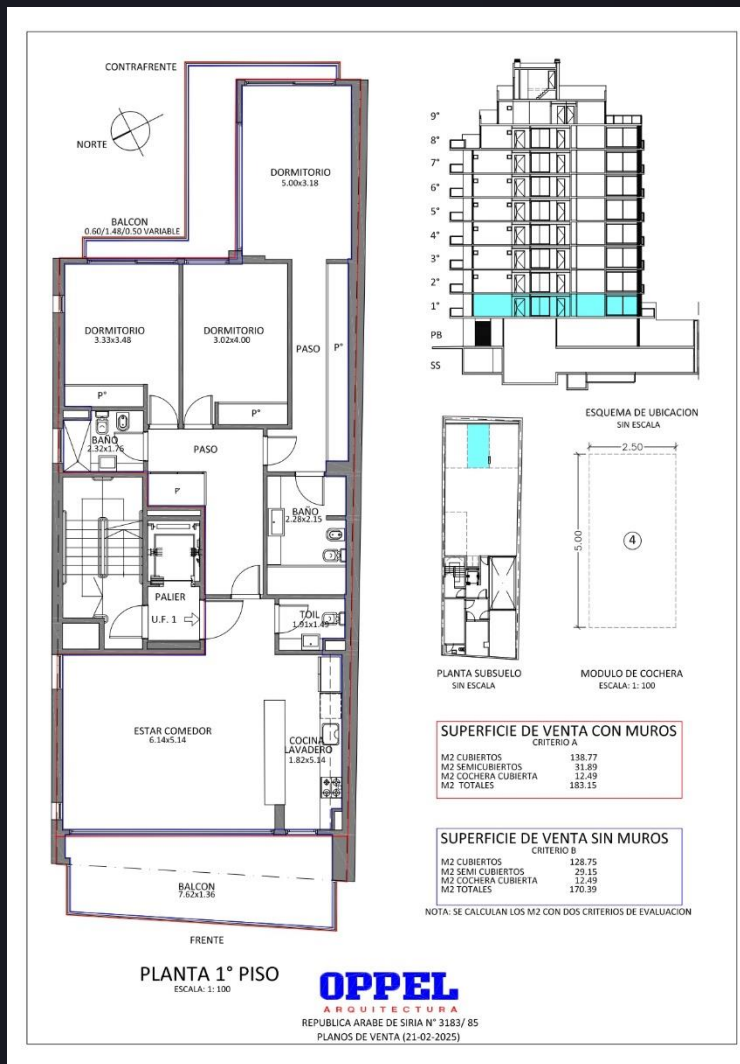 CONTRAFRENTE
NORTE
DORMITORIO
5.00x3.18
BALCON
0.60/1.48/0.50 VARIABLE
DORMITORIO
3.33x3.48
DORMITORIO
3.02x4.00
PASO
P°
P°
P°
BAÑO
2.32x1.76
PASO
P°
BAÑO
2.28x2.15
PALIER
U.F. 1
TOIL
1.91x1.49
ESTAR COMEDOR
6.14x5.14
COCINA
LAVADERO
1.82x5.14
BALCON
7.62x1.36
FRENTE
PLANTA 1° PISO
ESCALA: 1: 100
9°
8°
7°
6°
5°
4°
3°
2°
1°
PB
SS
ESQUEMA DE UBICACION
SIN ESCALA
2.50
5.00
4
PLANTA SUBSUELO
SIN ESCALA
MODULO DE COCHERA
ESCALA: 1: 100
SUPERFICIE DE VENTA CON MUROS
CRITERIO A
M2 CUBIERTOS 138.77
M2 SEMICUBIERTOS 31.89
M2 COCHERA CUBIERTA 12.49
M2 TOTALES 183.15
SUPERFICIE DE VENTA SIN MUROS
CRITERIO B
M2 CUBIERTOS 128.75
M2 SEMI CUBIERTOS 29.15
M2 COCHERA CUBIERTA 12.49
M2 TOTALES 170.39
NOTA: SE CALCULAN LOS M2 CON DOS CRITERIOS DE EVALUACION
OPPEL
ARQUITECTURA
REPUBLICA ARABE DE SIRIA N° 3183/ 85
PLANOS DE VENTA (21-02-2025)